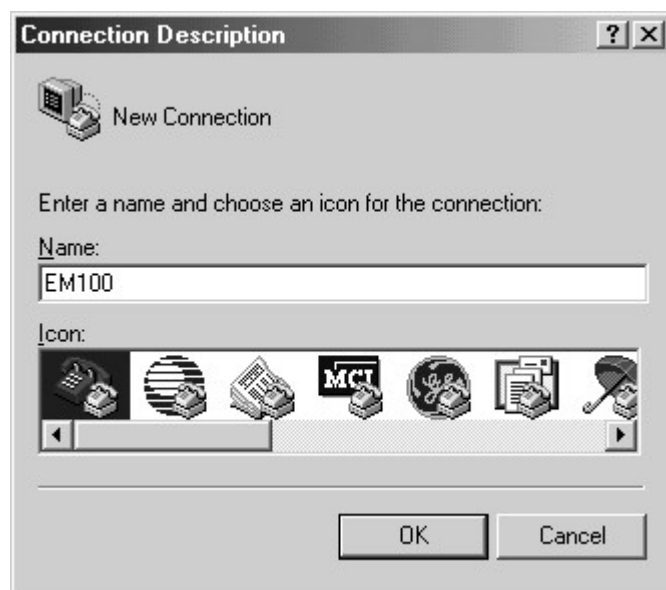 Connection Description
New Connection
Enter a name and choose an icon for the connection:
Name:
EM100
Icon:
MCI
OK Cancel